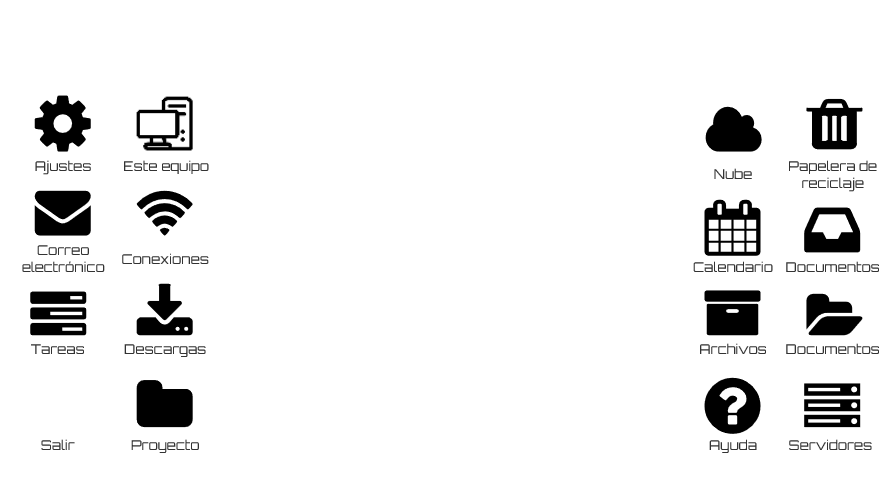 Ajustes
Este equipo
Nube
Papelera de
reciclaje
Correo
electrónico
Conexiones
Calendario
Documentos
Tareas
Descargas
Archivos
Documentos
Salir
Proyecto
Ayuda
Servidores